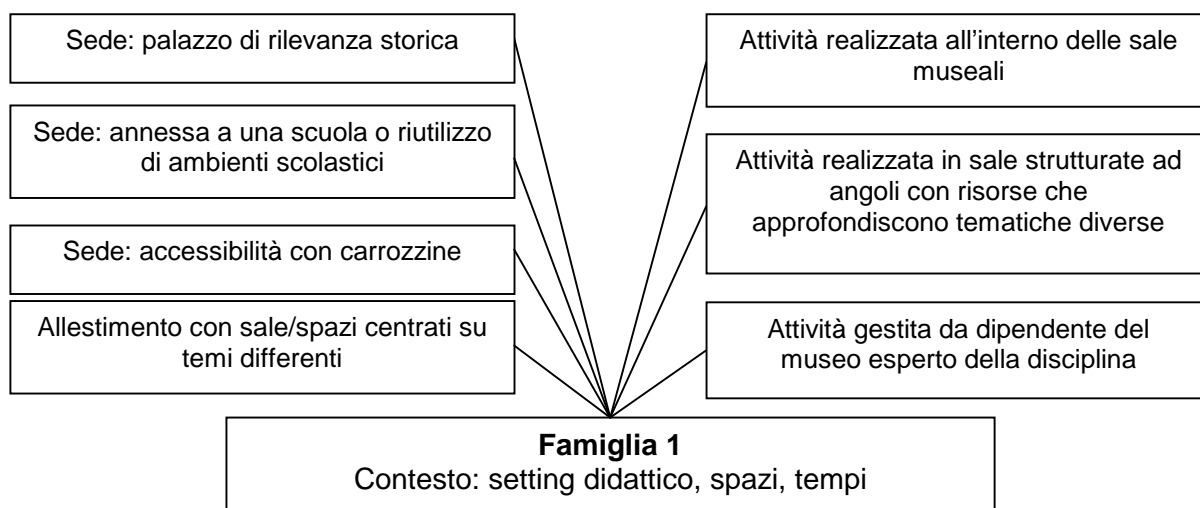 Sede: palazzo di rilevanza storica
Sede: annessa a una scuola o riutilizzo
di ambienti scolastici
Sede: accessibilità con carrozzine
Allestimento con sale/spazi centrati su
temi differenti
Attività realizzata all'interno delle sale
museali
Attività realizzata in sale strutturate ad
angoli con risorse che
approfondiscono tematiche diverse
Attività gestita da dipendente del
museo esperto della disciplina
Famiglia 1
Contesto: setting didattico, spazi, tempi